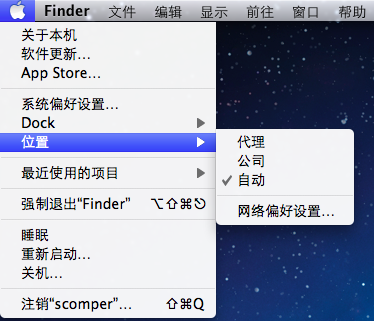 Finder 文件 编辑 显示 前往 窗口 帮助
关于本机
软件更新...
App Store...
系统偏好设置...
Dock
位置
代理
公司
自动
网络偏好设置...
最近使用的项目
强制退出“Finder” ⌥⇧⌘⎋
睡眠
重新启动...
关机...
注销“scomper”... ⇧⌘Q